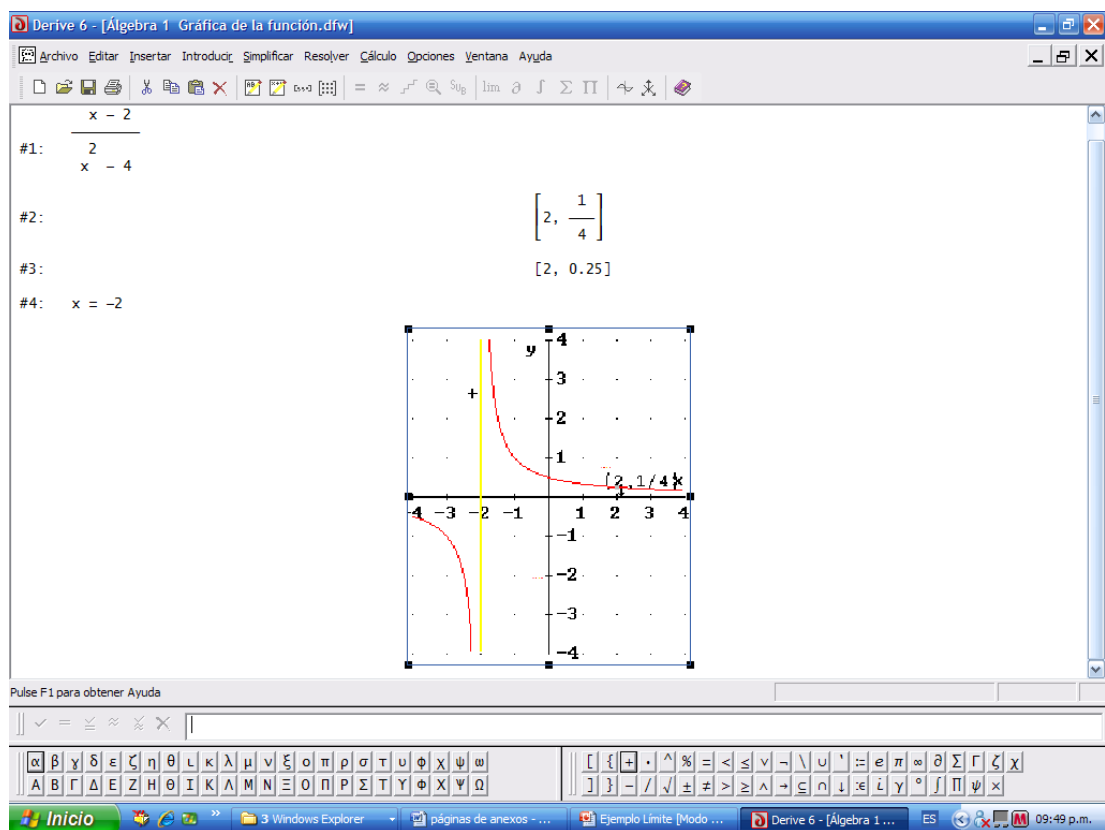 Derive 6 - [Álgebra 1 Gráfica de la función.dfw]
Archivo Editar Insertar Introducir Simplificar Resolver Cálculo Opciones Ventana Ayuda
= ≈ lim ∂ ∫ Σ Π
x - 2
#1: ―――
2
x - 4
#2: [2, 1/4]
#3: [2, 0.25]
#4: x = -2
y 4
3
2
1
(2,1/4) x
-4 -3 -2 -1 1 2 3 4
-1
-2
-3
-4
Pulse F1 para obtener Ayuda
α β γ δ ε ζ η θ ι κ λ μ ν ξ ο π ρ σ τ υ φ χ ψ ω
[ { + · ^ % = < ≤ ∨ ¬ \ ∪ ' := e π ∞ ∂ Σ Γ ζ χ
Α Β Γ Δ Ε Ζ Η Θ Ι Κ Λ Μ Ν Ξ Ο Π Ρ Σ Τ Υ Φ Χ Ψ Ω
] } - / √ ± ≠ > ≥ ∧ → ⊆ ∩ ↓ :∈ i γ ° ∫ Π ψ ×
Inicio » 3 Windows Explorer páginas de anexos - ... Ejemplo Límite [Modo ... Derive 6 - [Álgebra 1 ... ES 09:49 p.m.